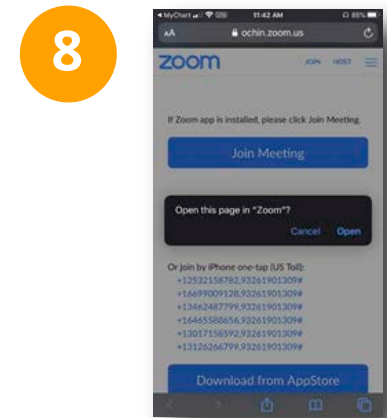 8
MyChart 11:42 AM 85%
AA ochin.zoom.us
zoom JOIN HOST
If Zoom app is installed, please click Join Meeting.
Join Meeting
Open this page in "Zoom"?
Cancel Open
Or join by iPhone one-tap (US Toll):
+12532158782,93261901309#
+16699009128,93261901309#
+13462487799,93261901309#
+16465588656,93261901309#
+13017158592,93261901309#
+13126266799,93261901309#
Download from AppStore